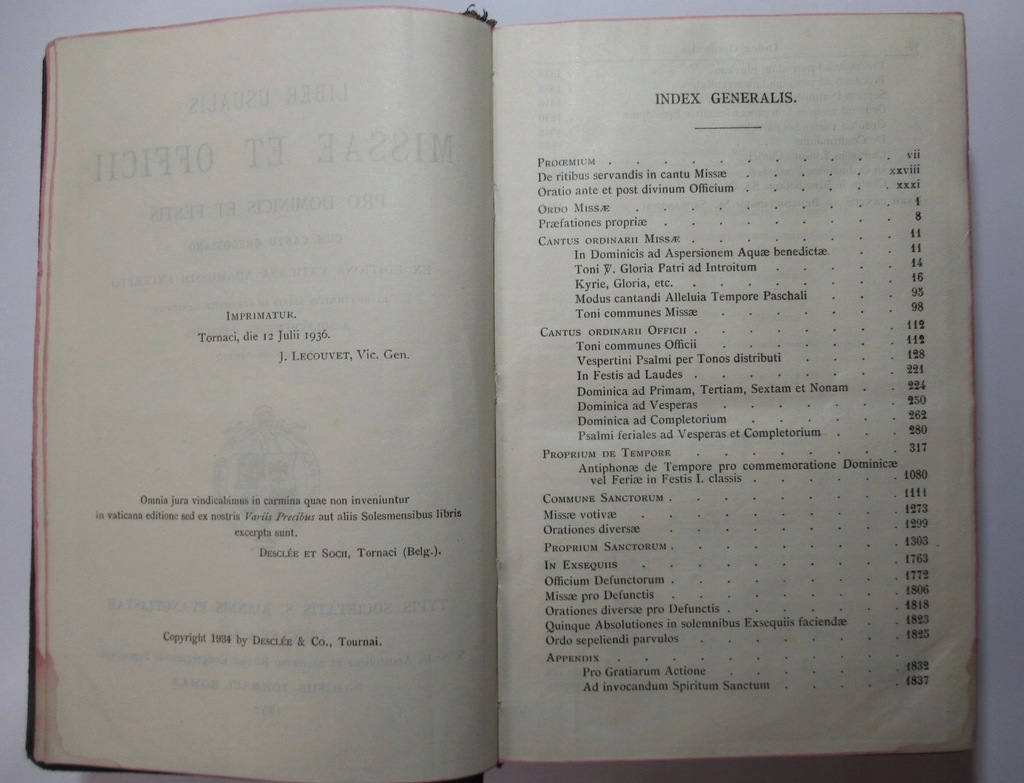 IMPRIMATUR.
Tornaci, die 12 Julii 1936.
J. LECOUVET, Vic. Gen.
Omnia jura vindicabimus in carmina quae non inveniuntur
in vaticana editione sed ex nostris Variis Precibus aut aliis Solesmensibus libris
excerpta sunt.
DESCLÉE ET SOCII, Tornaci (Belg.).
Copyright 1934 by DESCLÉE & Co., Tournai.
INDEX GENERALIS.
PROŒMIUM . . . . . . . . . . vii
De ritibus servandis in cantu Missæ . . . . . . xxviii
Oratio ante et post divinum Officium . . . . . . xxxi
ORDO MISSÆ . . . . . . . . . 1
Præfationes propriæ . . . . . . . . 8
CANTUS ORDINARII MISSÆ . . . . . . . . 11
In Dominicis ad Aspersionem Aquæ benedictæ . . . 11
Toni ℣. Gloria Patri ad Introitum . . . . . 14
Kyrie, Gloria, etc. . . . . . . . . 16
Modus cantandi Alleluia Tempore Paschali . . . 95
Toni communes Missæ . . . . . . . 98
CANTUS ORDINARII OFFICII . . . . . . . . 112
Toni communes Officii . . . . . . . 112
Vespertini Psalmi per Tonos distributi . . . . 128
In Festis ad Laudes . . . . . . . . 221
Dominica ad Primam, Tertiam, Sextam et Nonam . . 224
Dominica ad Vesperas . . . . . . . 250
Dominica ad Completorium . . . . . . 262
Psalmi feriales ad Vesperas et Completorium . . . 280
PROPRIUM DE TEMPORE . . . . . . . 317
Antiphonæ de Tempore pro commemoratione Dominicæ
vel Feriæ in Festis I. classis . . . . . . 1080
COMMUNE SANCTORUM . . . . . . . . . 1111
Missæ votivæ . . . . . . . . . 1273
Orationes diversæ . . . . . . . . 1299
PROPRIUM SANCTORUM . . . . . . . . . 1303
IN EXSEQUIIS . . . . . . . . . 1763
Officium Defunctorum . . . . . . . . 1772
Missæ pro Defunctis . . . . . . . . 1806
Orationes diversæ pro Defunctis . . . . . . . 1818
Quinque Absolutiones in solemnibus Exsequiis faciendæ . . 1823
Ordo sepeliendi parvulos . . . . . . . 1825
APPENDIX . . . . . . . . . .
Pro Gratiarum Actione . . . . . . . 1832
Ad invocandum Spiritum Sanctum . . . . . 1837